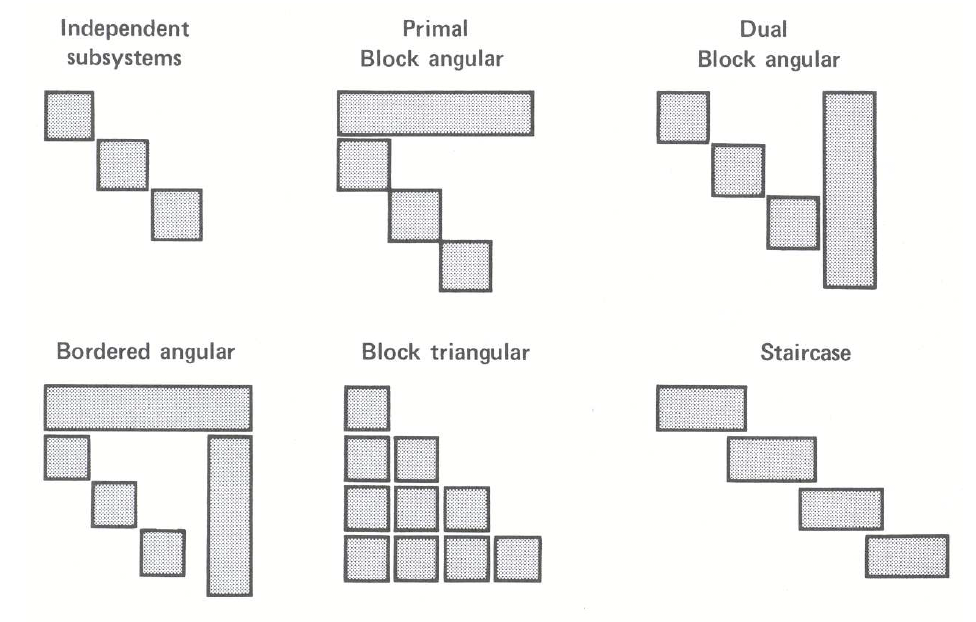 Independent
subsystems
Primal
Block angular
Dual
Block angular
Bordered angular
Block triangular
Staircase